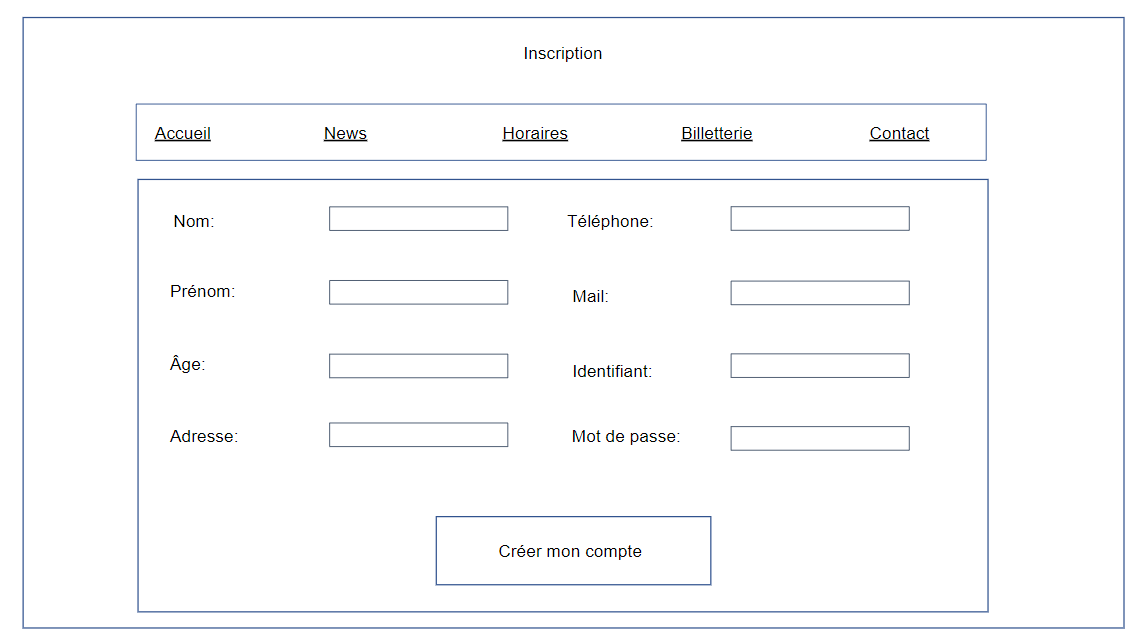 Inscription
Accueil News Horaires Billetterie Contact
Nom: Téléphone:
Prénom: Mail:
Âge: Identifiant:
Adresse: Mot de passe:
Créer mon compte